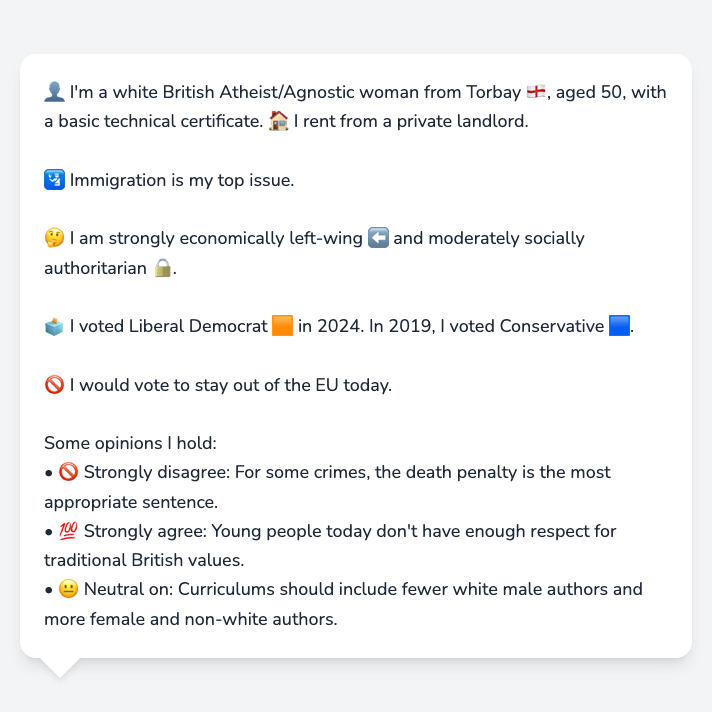 👤 I'm a white British Atheist/Agnostic woman from Torbay 🏴󠁧󠁢󠁥󠁮󠁧󠁿, aged 50, with
a basic technical certificate. 🏠 I rent from a private landlord.
🛂 Immigration is my top issue.
🤔 I am strongly economically left-wing ⬅️ and moderately socially
authoritarian 🔒.
🗳️ I voted Liberal Democrat 🟧 in 2024. In 2019, I voted Conservative 🟦.
🚫 I would vote to stay out of the EU today.
Some opinions I hold:
• 🚫 Strongly disagree: For some crimes, the death penalty is the most
appropriate sentence.
• 💯 Strongly agree: Young people today don't have enough respect for
traditional British values.
• 😐 Neutral on: Curriculums should include fewer white male authors and
more female and non-white authors.